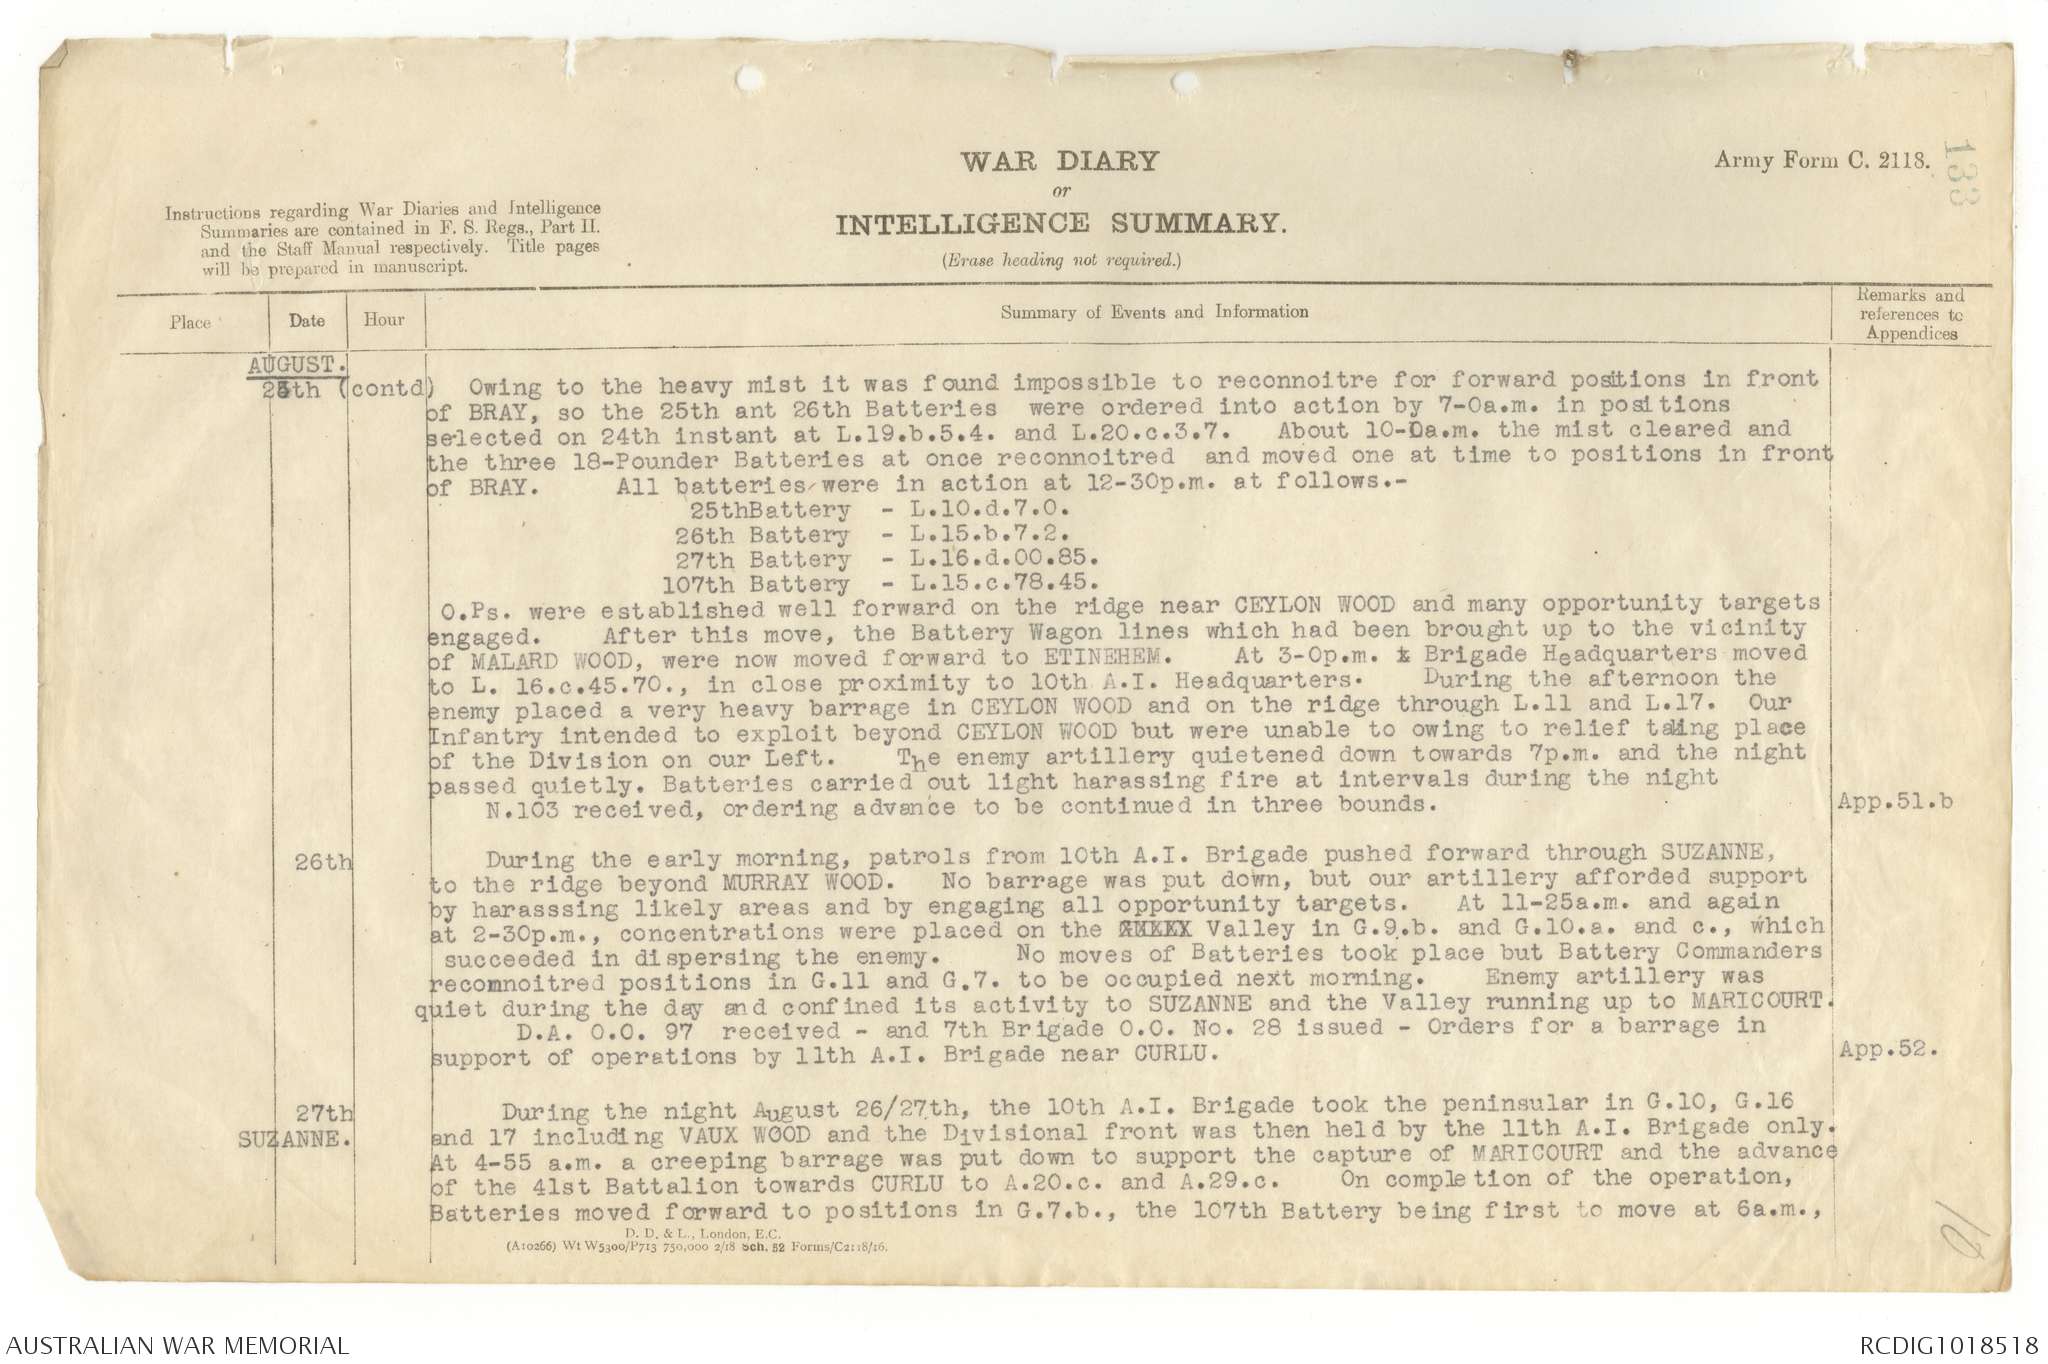 133
WAR DIARY
or
INTELLIGENCE SUMMARY.
(Erase heading not required.)
Army Form C. 2118.
Instructions regarding War Diaries and Intelligence
Summaries are contained in F. S. Regs., Part II.
and the Staff Manual respectively. Title pages
will be prepared in manuscript.
Place Date Hour Summary of Events and Information Remarks and
references to
Appendices
AUGUST.
25th (contd) Owing to the heavy mist it was found impossible to reconnoitre for forward positions in front
of BRAY, so the 25th ant 26th Batteries were ordered into action by 7-0a.m. in positions
selected on 24th instant at L.19.b.5.4. and L.20.c.3.7. About 10-0a.m. the mist cleared and
the three 18-Pounder Batteries at once reconnoitred and moved one at time to positions in front
of BRAY. All batteries were in action at 12-30p.m. at follows.-
25thBattery - L.10.d.7.0.
26th Battery - L.15.b.7.2.
27th Battery - L.16.d.00.85.
107th Battery - L.15.c.78.45.
O.Ps. were established well forward on the ridge near CEYLON WOOD and many opportunity targets
engaged. After this move, the Battery Wagon lines which had been brought up to the vicinity
of MALARD WOOD, were now moved forward to ETINEHEM. At 3-0p.m. Brigade Headquarters moved
to L. 16.c.45.70., in close proximity to 10th A.I. Headquarters. During the afternoon the
enemy placed a very heavy barrage in CEYLON WOOD and on the ridge through L.11 and L.17. Our
Infantry intended to exploit beyond CEYLON WOOD but were unable to owing to relief taking place
of the Division on our Left. The enemy artillery quietened down towards 7p.m. and the night
passed quietly. Batteries carried out light harassing fire at intervals during the night
N.103 received, ordering advance to be continued in three bounds. App.51.b
26th During the early morning, patrols from 10th A.I. Brigade pushed forward through SUZANNE,
to the ridge beyond MURRAY WOOD. No barrage was put down, but our artillery afforded support
by harasssing likely areas and by engaging all opportunity targets. At 11-25a.m. and again
at 2-30p.m., concentrations were placed on the Valley in G.9.b. and G.10.a. and c., which
succeeded in dispersing the enemy. No moves of Batteries took place but Battery Commanders
recomnoitred positions in G.11 and G.7. to be occupied next morning. Enemy artillery was
quiet during the day and confined its activity to SUZANNE and the Valley running up to MARICOURT.
D.A. O.O. 97 received - and 7th Brigade O.O. No. 28 issued - Orders for a barrage in
support of operations by 11th A.I. Brigade near CURLU. App.52.
27th During the night August 26/27th, the 10th A.I. Brigade took the peninsular in G.10, G.16
SUZANNE. and 17 including VAUX WOOD and the Divisional front was then held by the 11th A.I. Brigade only.
At 4-55 a.m. a creeping barrage was put down to support the capture of MARICOURT and the advance
of the 41st Battalion towards CURLU to A.20.c. and A.29.c. On completion of the operation,
Batteries moved forward to positions in G.7.b., the 107th Battery being first to move at 6a.m.,
D. D. & L., London, E.C.
(A10266) Wt W5300/P713 750,000 2/18 Sch. 52 Forms/C2118/16.
10
AUSTRALIAN WAR MEMORIAL
RCDIG1018518